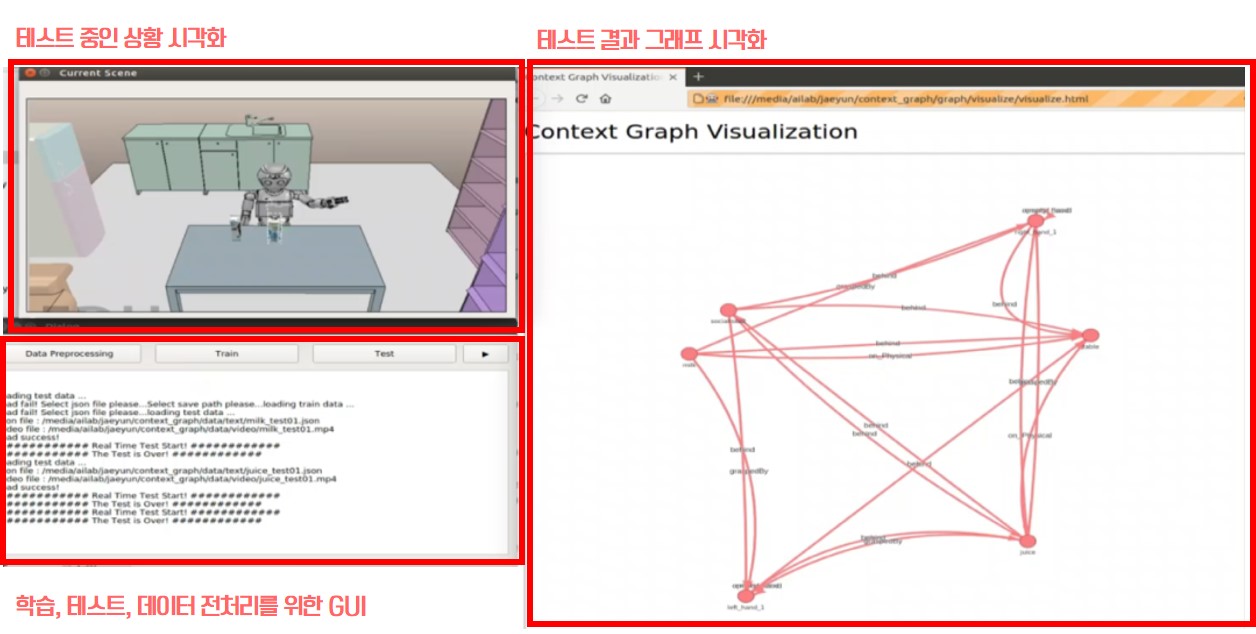 테스트 중인 상황 시각화
테스트 결과 그래프 시각화
Current Scene
ontext Graph Visualizatio
file:///media/ailab/jaeyun/context_graph/graph/visualize/visualize.html
Context Graph Visualization
behind
graspedBy
behind
behind
behind
on_Physical
on_Physical
behind
behind
behind
behind
graspedBy
behind
graspedBy
juice
left_hand_1
milk
Data Preprocessing
Train
Test
ading test data ...
ad fail! Select json file please...Select save path please...loading train data ...
ad fail! Select json file please...loading test data ...
on file : /media/ailab/jaeyun/context_graph/data/text/milk_test01.json
deo file : /media/ailab/jaeyun/context_graph/data/video/milk_test01.mp4
ad success!
########### Real Time Test Start! ############
########### The Test is Over! ############
ading test data ...
on file : /media/ailab/jaeyun/context_graph/data/text/juice_test01.json
deo file : /media/ailab/jaeyun/context_graph/data/video/juice_test01.mp4
ad success!
########### Real Time Test Start! ############
########### The Test is Over! ############
########### Real Time Test Start! ############
########### The Test is Over! ############
학습, 테스트, 데이터 전처리를 위한 GUI